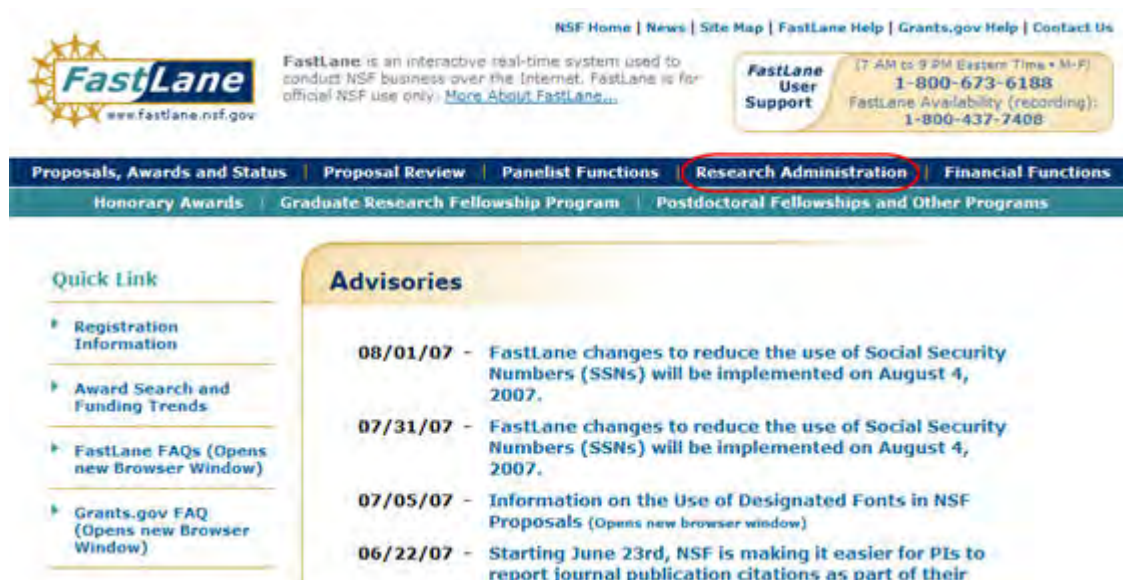 NSF Home | News | Site Map | FastLane Help | Grants.gov Help | Contact Us
FastLane
www.fastlane.nsf.gov
FastLane is an interactive real-time system used to
conduct NSF business over the Internet. FastLane is for
official NSF use only. More About FastLane...
FastLane
User
Support
(7 AM to 9 PM Eastern Time • M-F)
1-800-673-6188
FastLane Availability (recording):
1-800-437-7408
Proposals, Awards and Status | Proposal Review | Panelist Functions | Research Administration | Financial Functions
Honorary Awards | Graduate Research Fellowship Program | Postdoctoral Fellowships and Other Programs
Quick Link
Registration
Information
Award Search and
Funding Trends
FastLane FAQs (Opens
new Browser Window)
Grants.gov FAQ
(Opens new Browser
Window)
Advisories
08/01/07 - FastLane changes to reduce the use of Social Security
Numbers (SSNs) will be implemented on August 4,
2007.
07/31/07 - FastLane changes to reduce the use of Social Security
Numbers (SSNs) will be implemented on August 4,
2007.
07/05/07 - Information on the Use of Designated Fonts in NSF
Proposals (Opens new browser window)
06/22/07 - Starting June 23rd, NSF is making it easier for PIs to
report journal publication citations as part of their